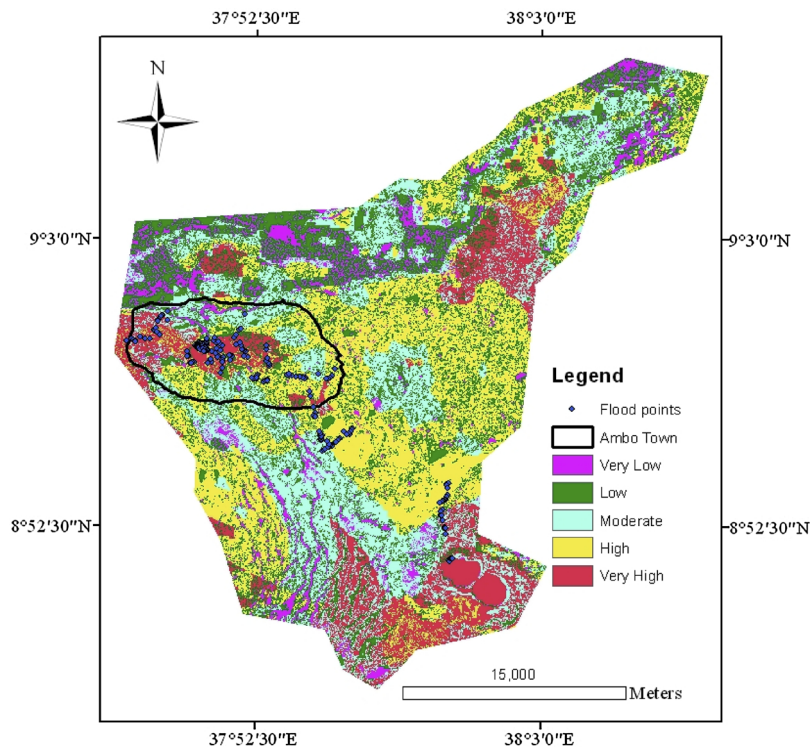 37°52'30"E 38°3'0"E
N
9°3'0"N 9°3'0"N
Legend
Flood points
Ambo Town
Very Low
Low
Moderate
High
Very High
8°52'30"N 8°52'30"N
15,000
Meters
37°52'30"E 38°3'0"E